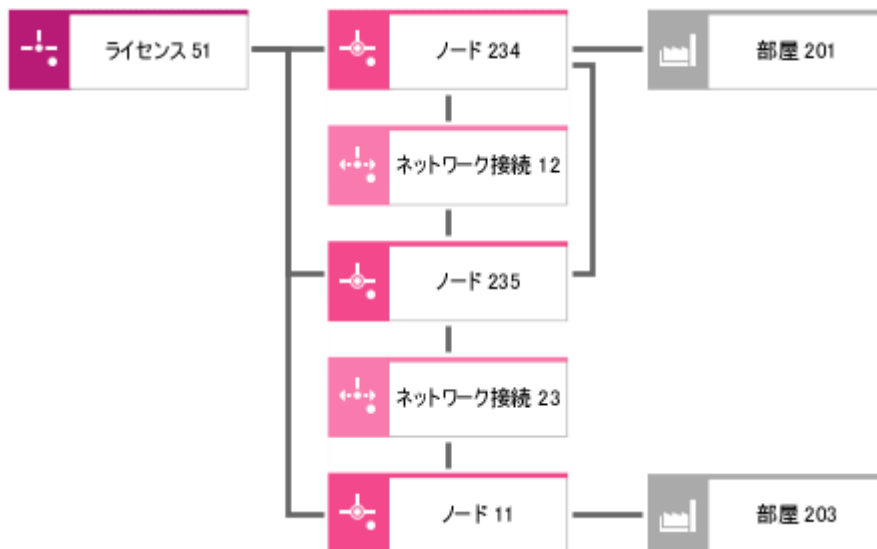 ライセンス 51
ノード 234
部屋 201
ネットワーク接続 12
ノード 235
ネットワーク接続 23
ノード 11
部屋 203